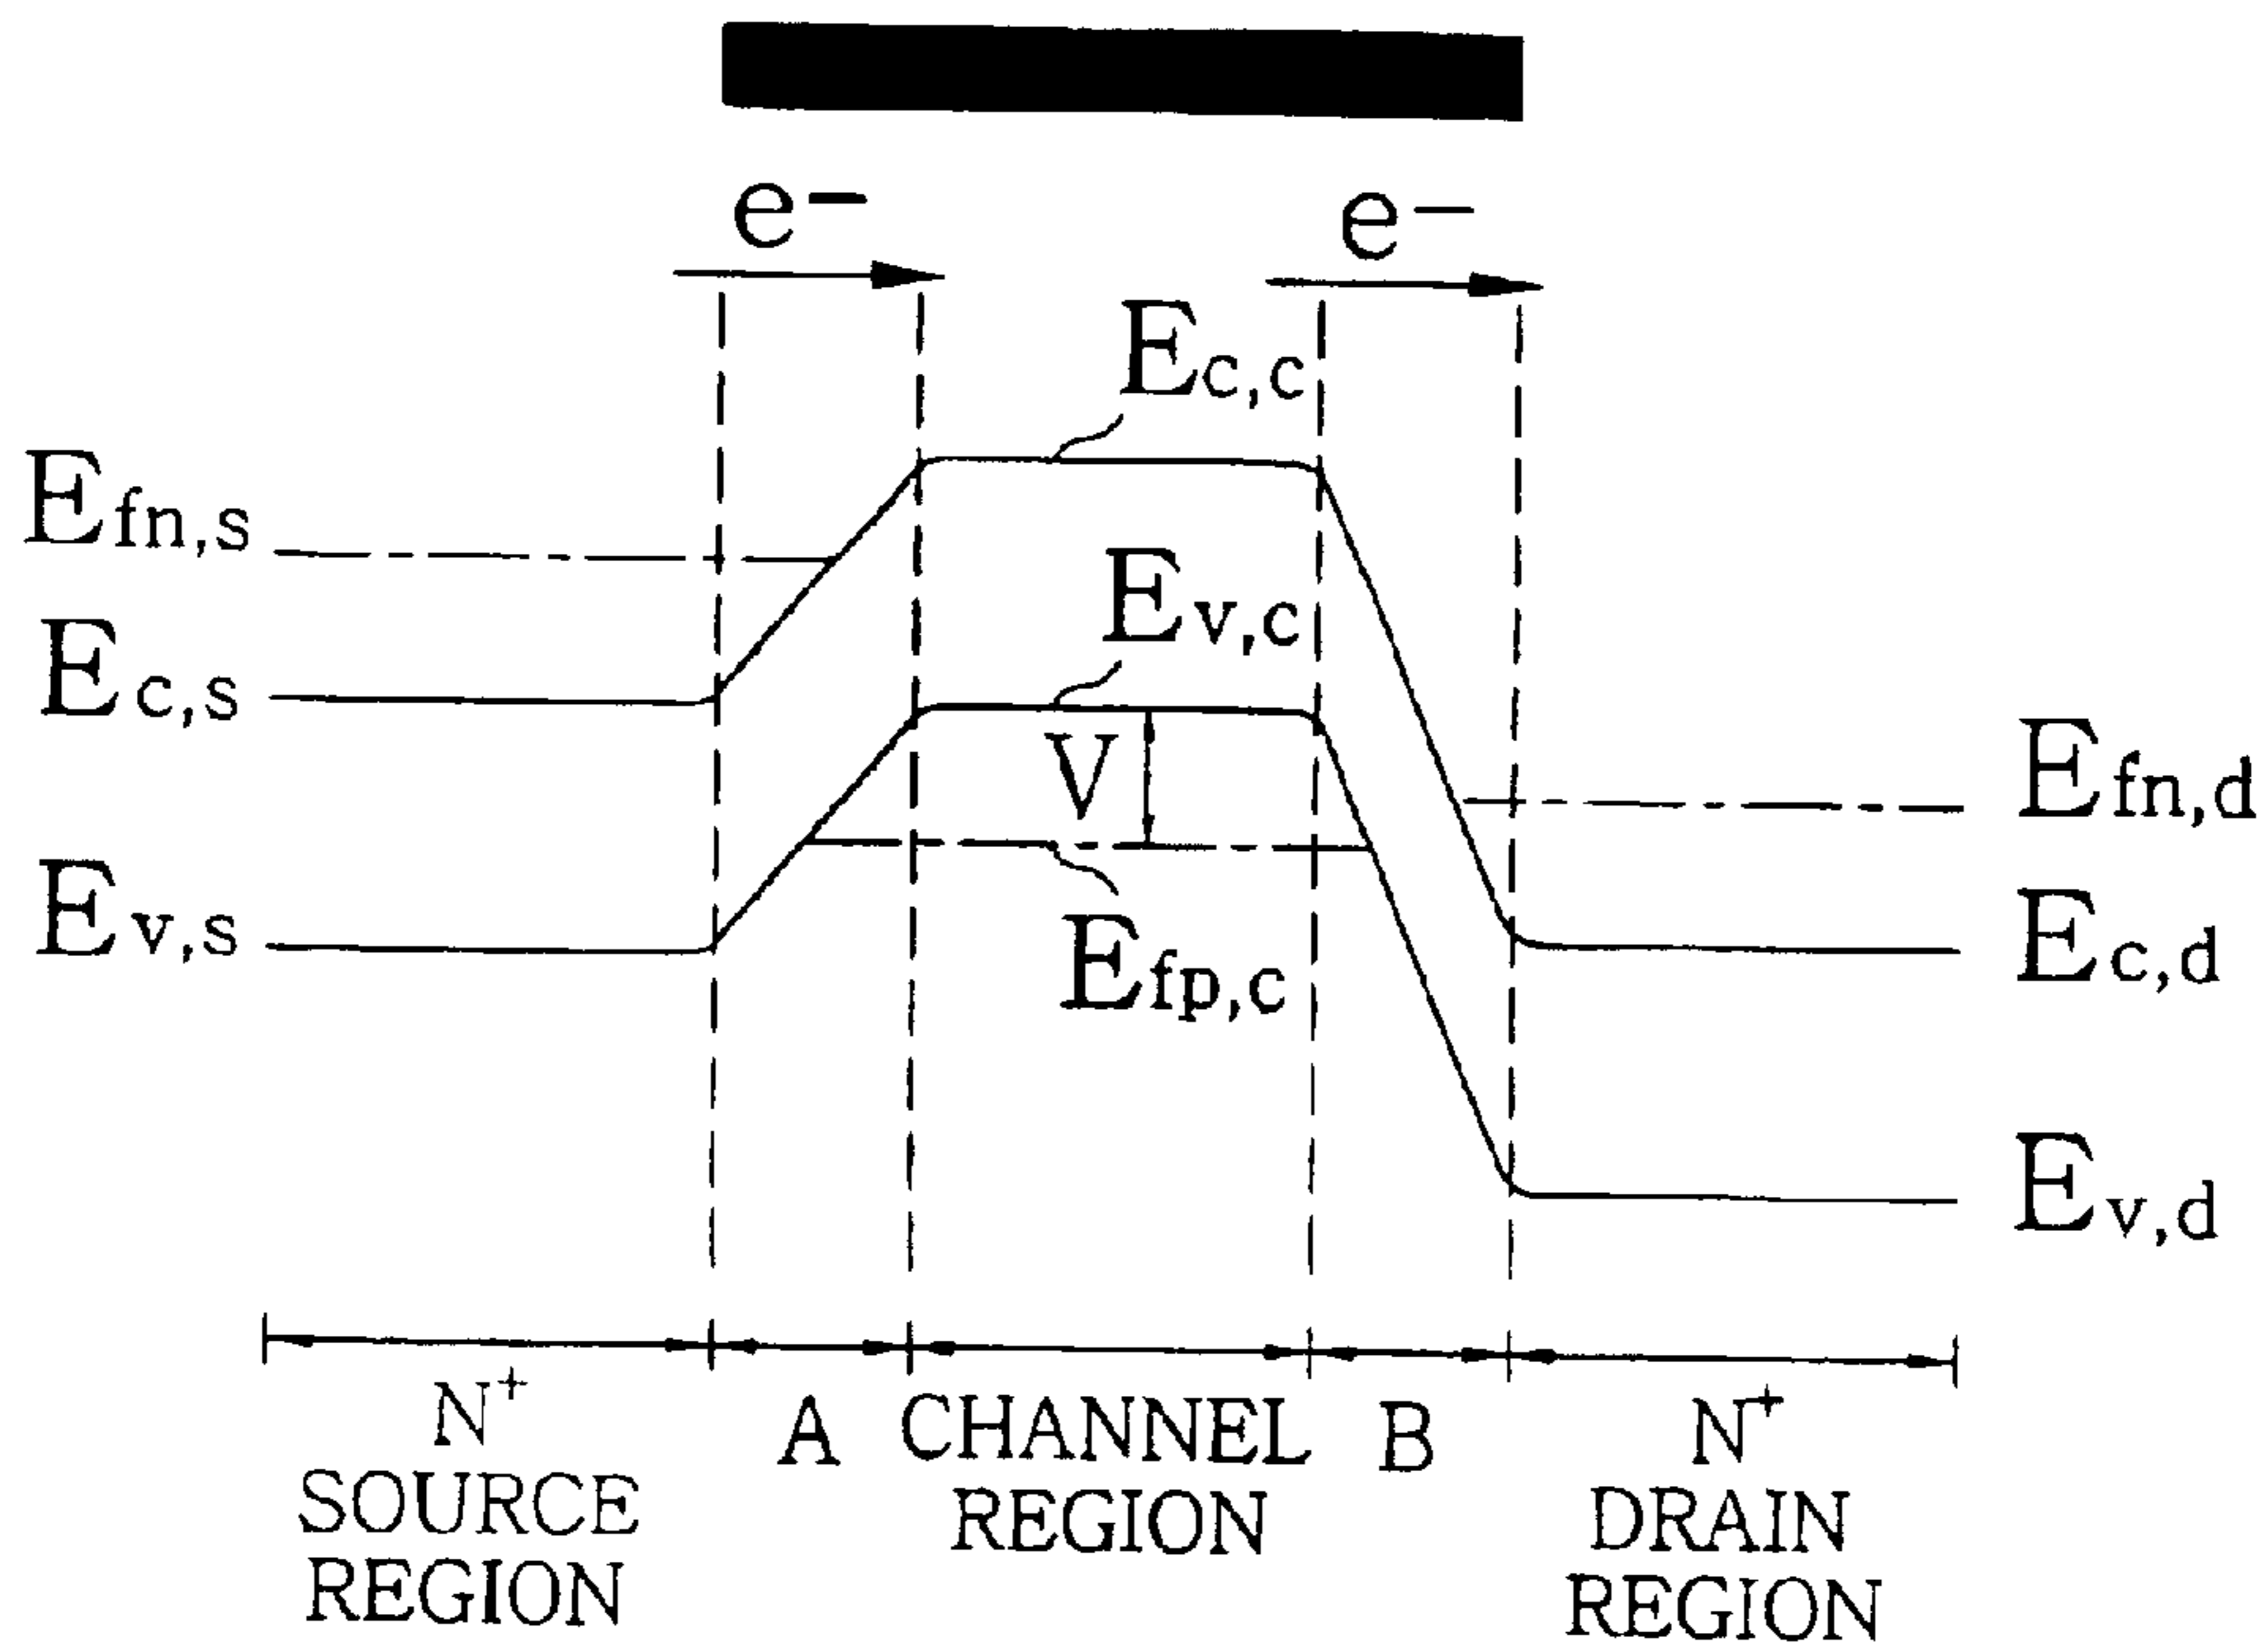 e−
e−
Ec,c
Efn,s
Ev,c
Ec,s
V
Efn,d
Ev,s
Efp,c
Ec,d
Ev,d
N+
SOURCE
REGION
A
CHANNEL
REGION
B
N+
DRAIN
REGION